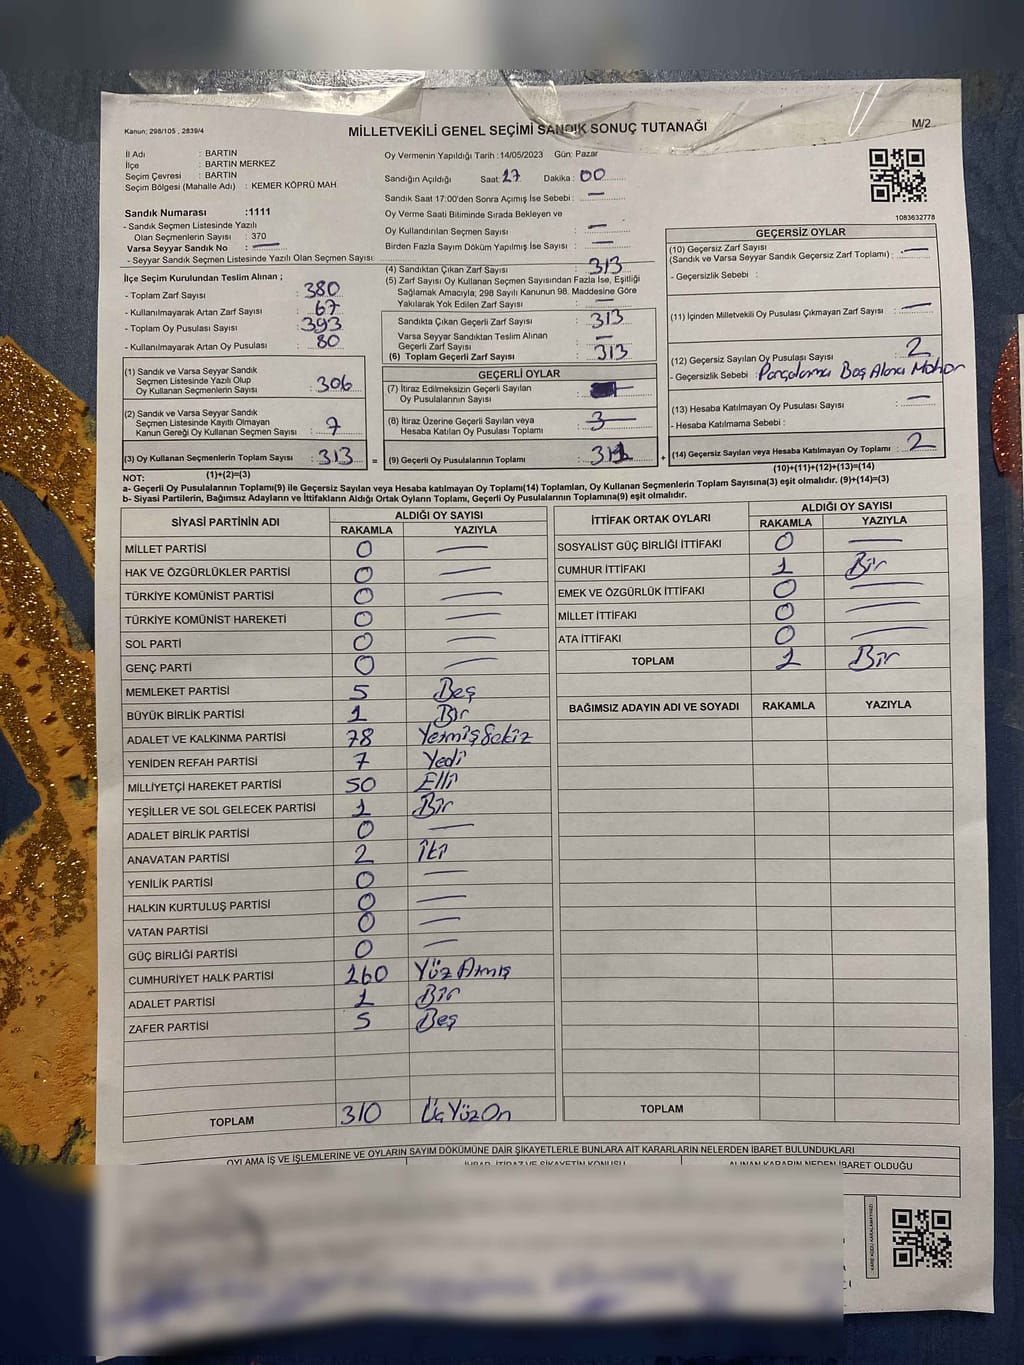 Kanun; 298/105 , 2839/4
MİLLETVEKİLİ GENEL SEÇİMİ SANDIK SONUÇ TUTANAĞI
M/2
İl Adı : BARTIN
İlçe : BARTIN MERKEZ
Seçim Çevresi : BARTIN
Seçim Bölgesi (Mahalle Adı) : KEMER KÖPRÜ MAH
Sandık Numarası :1111
- Sandık Seçmen Listesinde Yazılı
Olan Seçmenlerin Sayısı : 370
Varsa Seyyar Sandık No : —
- Seyyar Sandık Seçmen Listesinde Yazılı Olan Seçmen Sayısı :
Oy Vermenin Yapıldığı Tarih :14/05/2023 Gün: Pazar
Sandığın Açıldığı Saat: 17 Dakika : 00
Sandık Saat 17:00'den Sonra Açımış İse Sebebi : —
Oy Verme Saati Bitiminde Sırada Bekleyen ve
Oy Kullandırılan Seçmen Sayısı : —
Birden Fazla Sayım Döküm Yapılmış İse Sayısı : —
1083632778
İlçe Seçim Kurulundan Teslim Alınan ;
- Toplam Zarf Sayısı : 380
- Kullanılmayarak Artan Zarf Sayısı : 67
- Toplam Oy Pusulası Sayısı : 393
- Kullanılmayarak Artan Oy Pusulası : 80
(1) Sandık ve Varsa Seyyar Sandık
Seçmen Listesinde Yazılı Olup
Oy Kullanan Seçmenlerin Sayısı : 306
(2) Sandık ve Varsa Seyyar Sandık
Seçmen Listesinde Kayıtlı Olmayan
Kanun Gereği Oy Kullanan Seçmen Sayısı : 7
(3) Oy Kullanan Seçmenlerin Toplam Sayısı : 313 =
(4) Sandıktan Çıkan Zarf Sayısı : 313
(5) Zarf Sayısı Oy Kullanan Seçmen Sayısından Fazla İse, Eşitliği
Sağlamak Amacıyla, 298 Sayılı Kanunun 98. Maddesine Göre
Yakılarak Yok Edilen Zarf Sayısı : —
Sandıkta Çıkan Geçerli Zarf Sayısı : 313
Varsa Seyyar Sandıktan Teslim Alınan
Geçerli Zarf Sayısı : —
(6) Toplam Geçerli Zarf Sayısı : 313
GEÇERLİ OYLAR
(7) İtiraz Edilmeksizin Geçerli Sayılan
Oy Pusulalarının Sayısı :
(8) İtiraz Üzerine Geçerli Sayılan veya
Hesaba Katılan Oy Pusulası Toplamı :
(9) Geçerli Oy Pusulalarının Toplamı : 311 +
GEÇERSİZ OYLAR
(10) Geçersiz Zarf Sayısı
(Sandık ve Varsa Seyyar Sandık Geçersiz Zarf Toplamı) : —
- Geçersizlik Sebebi :
(11) İçinden Milletvekili Oy Pusulası Çıkmayan Zarf Sayısı : —
(12) Geçersiz Sayılan Oy Pusulası Sayısı : 2
- Geçersizlik Sebebi : Parçalama Boş Alana Mühür
(13) Hesaba Katılmayan Oy Pusulası Sayısı : —
- Hesaba Katılmama Sebebi :
(14) Geçersiz Sayılan veya Hesaba Katılmayan Oy Toplamı : 2
NOT: (1)+(2)=(3) (10)+(11)+(12)+(13)=(14)
a- Geçerli Oy Pusulalarının Toplamı(9) ile Geçersiz Sayılan veya Hesaba katılmayan Oy Toplamı(14) Toplamları, Oy Kullanan Seçmenlerin Toplam Sayısına(3) eşit olmalıdır. (9)+(14)=(3)
b- Siyasi Partilerin, Bağımsız Adayların ve İttifakların Aldığı Ortak Oyların Toplamı, Geçerli Oy Pusulalarının Toplamına(9) eşit olmalıdır.
SİYASİ PARTİNİN ADI ALDIĞI OY SAYISI
RAKAMLA YAZIYLA
MİLLET PARTİSİ 0 —
HAK VE ÖZGÜRLÜKLER PARTİSİ 0 —
TÜRKİYE KOMÜNİST PARTİSİ 0 —
TÜRKİYE KOMÜNİST HAREKETİ 0 —
SOL PARTİ 0 —
GENÇ PARTİ 0 —
MEMLEKET PARTİSİ 5 Beş
BÜYÜK BİRLİK PARTİSİ 1 Bir
ADALET VE KALKINMA PARTİSİ 78 YetmişSekiz
YENİDEN REFAH PARTİSİ 7 Yedi
MİLLİYETÇİ HAREKET PARTİSİ 50 Elli
YEŞİLLER VE SOL GELECEK PARTİSİ 1 Bir
ADALET BİRLİK PARTİSİ 0 —
ANAVATAN PARTİSİ 2 İki
YENİLİK PARTİSİ 0 —
HALKIN KURTULUŞ PARTİSİ 0 —
VATAN PARTİSİ 0 —
GÜÇ BİRLİĞİ PARTİSİ 0 —
CUMHURİYET HALK PARTİSİ 160 YüzAtmış
ADALET PARTİSİ 1 Bir
ZAFER PARTİSİ 5 Beş
TOPLAM 310 ÜçYüzOn
İTTİFAK ORTAK OYLARI ALDIĞI OY SAYISI
RAKAMLA YAZIYLA
SOSYALİST GÜÇ BİRLİĞİ İTTİFAKI 0 —
CUMHUR İTTİFAKI 1 Bir
EMEK VE ÖZGÜRLÜK İTTİFAKI 0 —
MİLLET İTTİFAKI 0 —
ATA İTTİFAKI 0 —
TOPLAM 1 Bir
BAĞIMSIZ ADAYIN ADI VE SOYADI RAKAMLA YAZIYLA
TOPLAM
OYLAMA İŞ VE İŞLEMLERİNE VE OYLARIN SAYIM DÖKÜMÜNE DAİR ŞİKAYETLERLE BUNLARA AİT KARARLARIN NELERDEN İBARET BULUNDUKLARI
İHBAR, İTİRAZ VE ŞİKAYETİN KONUSU ALINAN KARARIN NEDEN İBARET OLDUĞU